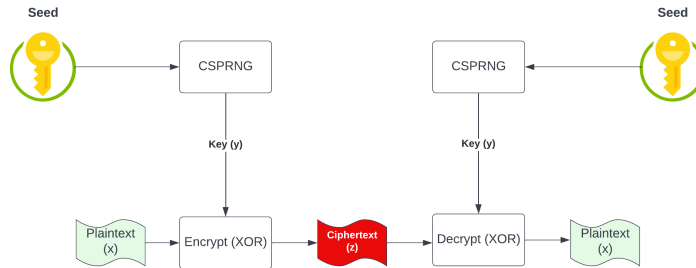 Seed
Seed
CSPRNG
CSPRNG
Key (y)
Key (y)
Plaintext
(x)
Encrypt (XOR)
Ciphertext
(z)
Decrypt (XOR)
Plaintext
(x)